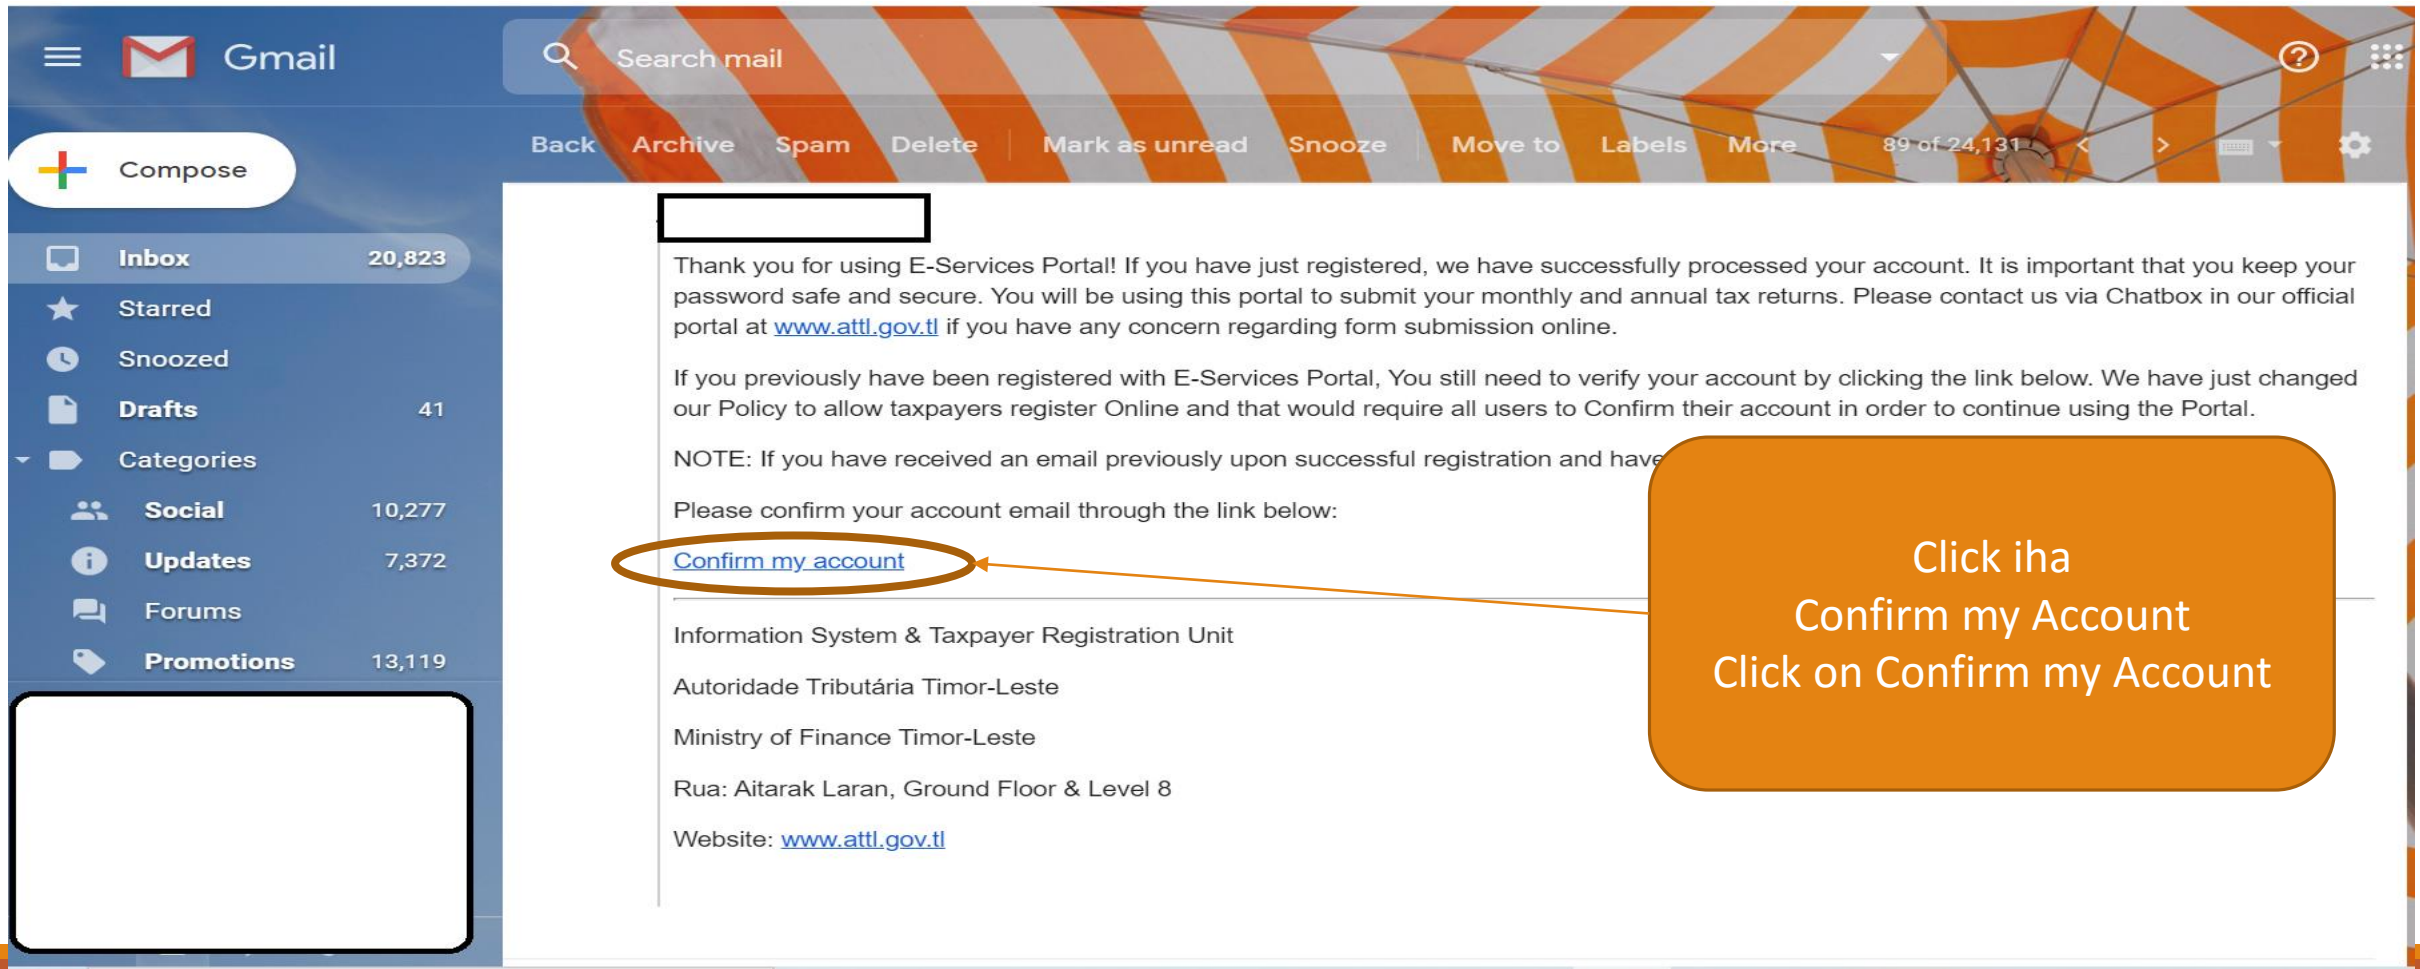 Gmail
Search mail
Compose
Back Archive Spam Delete Mark as unread Snooze Move to Labels More 89 of 24,131
Inbox 20,823
Starred
Snoozed
Drafts 41
Categories
Social 10,277
Updates 7,372
Forums
Promotions 13,119
Thank you for using E-Services Portal! If you have just registered, we have successfully processed your account. It is important that you keep your
password safe and secure. You will be using this portal to submit your monthly and annual tax returns. Please contact us via Chatbox in our official
portal at www.attl.gov.tl if you have any concern regarding form submission online.
If you previously have been registered with E-Services Portal, You still need to verify your account by clicking the link below. We have just changed
our Policy to allow taxpayers register Online and that would require all users to Confirm their account in order to continue using the Portal.
NOTE: If you have received an email previously upon successful registration and have
Please confirm your account email through the link below:
Confirm my account
Information System & Taxpayer Registration Unit
Autoridade Tributária Timor-Leste
Ministry of Finance Timor-Leste
Rua: Aitarak Laran, Ground Floor & Level 8
Website: www.attl.gov.tl
Click iha
Confirm my Account
Click on Confirm my Account